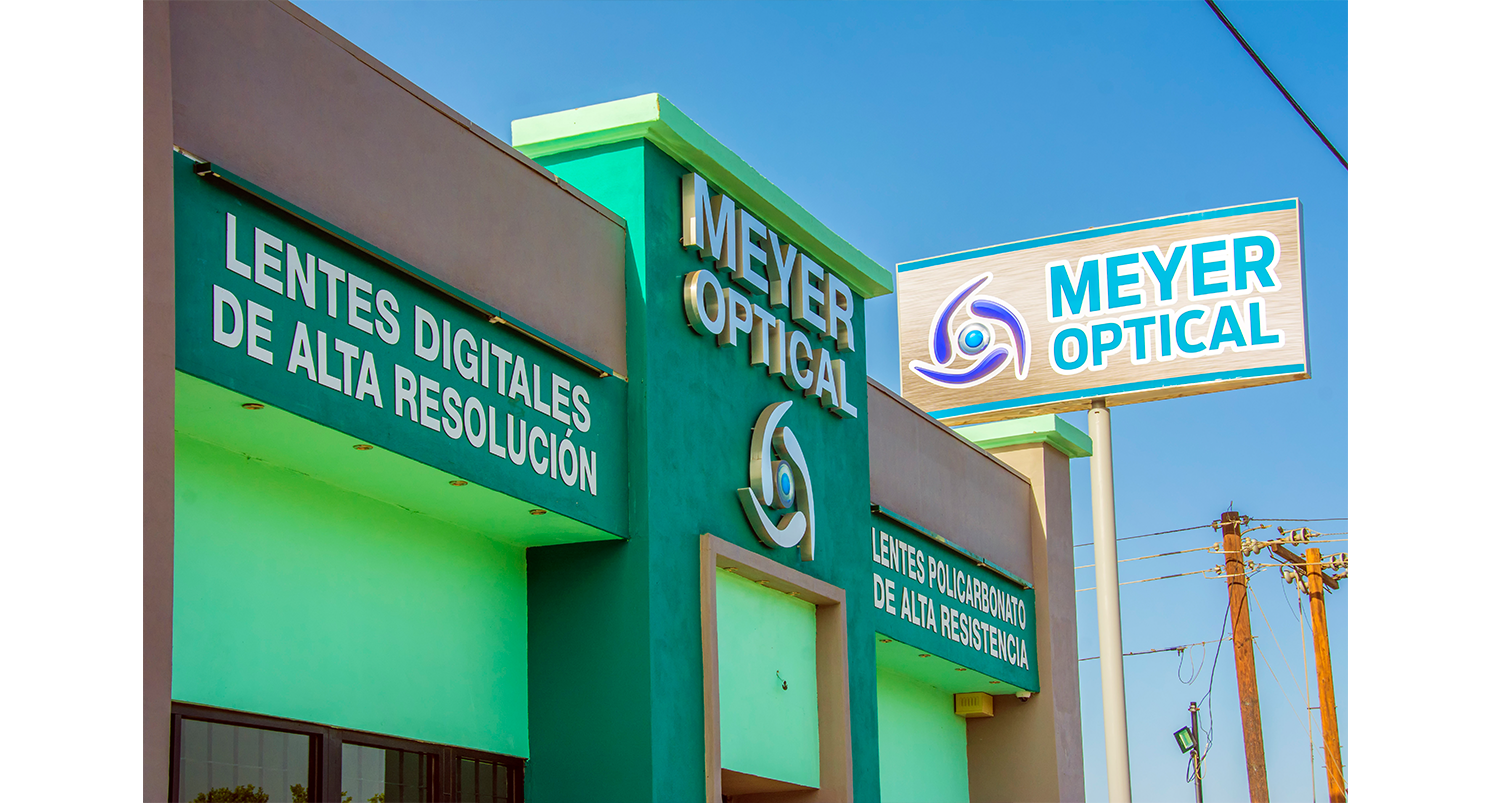 LENTES DIGITALES
DE ALTA RESOLUCIÓN
MEYER
OPTICAL
MEYER
OPTICAL
LENTES POLICARBONATO
DE ALTA RESISTENCIA